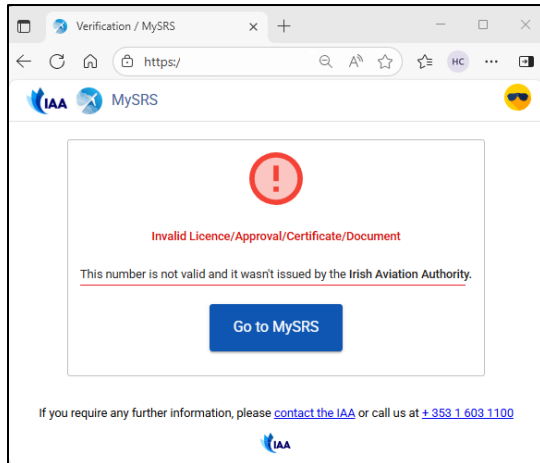 Verification / MySRS
https:/
HC
IAA MySRS
Invalid Licence/Approval/Certificate/Document
This number is not valid and it wasn't issued by the Irish Aviation Authority.
Go to MySRS
If you require any further information, please contact the IAA or call us at + 353 1 603 1100
IAA